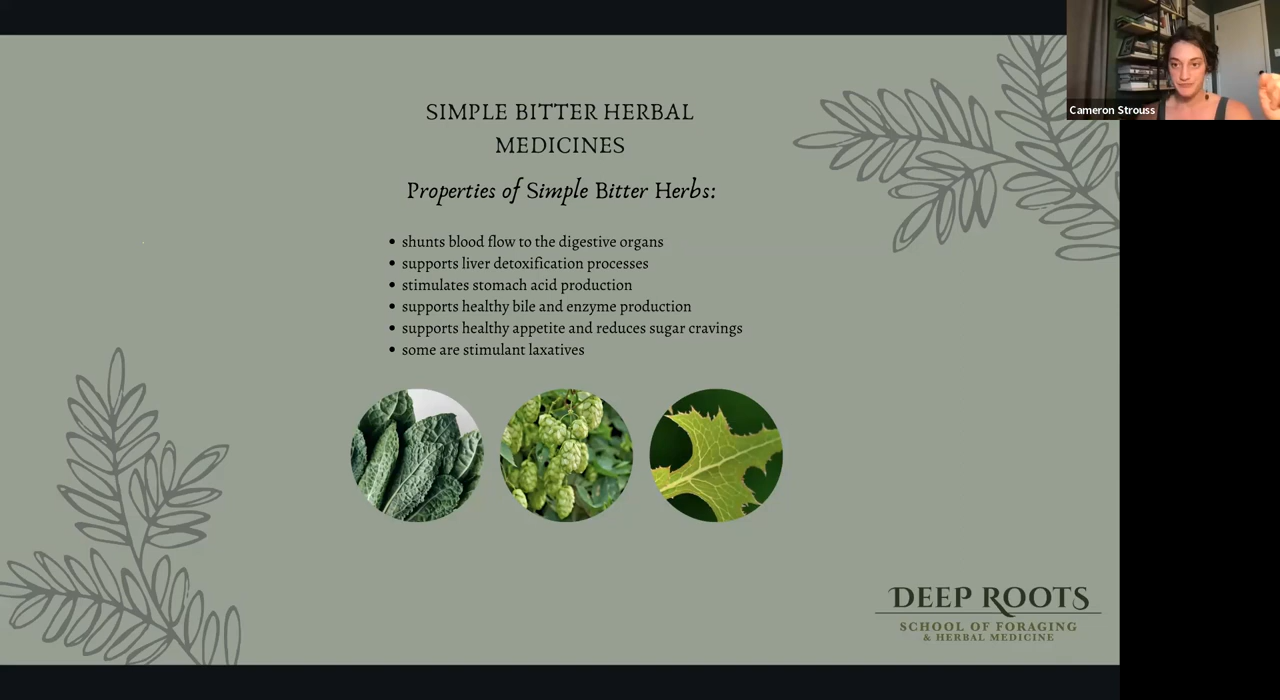 SIMPLE BITTER HERBAL
MEDICINES
Properties of Simple Bitter Herbs:
• shunts blood flow to the digestive organs
• supports liver detoxification processes
• stimulates stomach acid production
• supports healthy bile and enzyme production
• supports healthy appetite and reduces sugar cravings
• some are stimulant laxatives
DEEP ROOTS
SCHOOL OF FORAGING
& HERBAL MEDICINE
Cameron Strouss